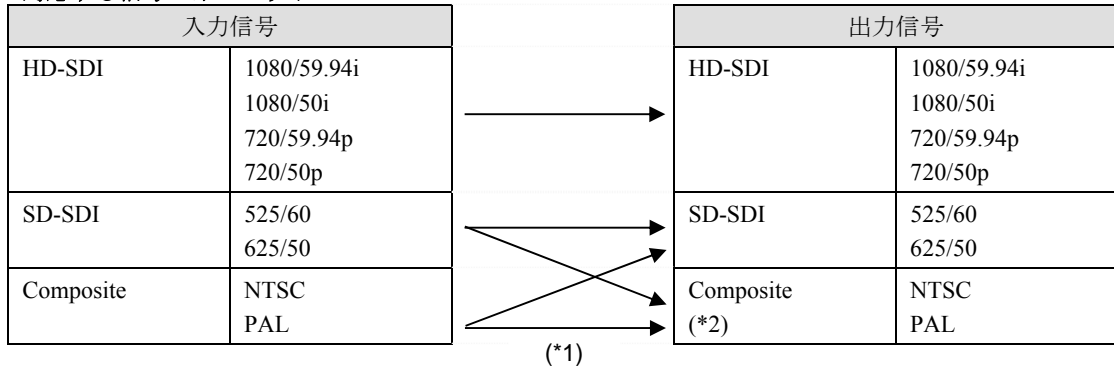 入力信号
出力信号
HD-SDI
1080/59.94i
1080/50i
720/59.94p
720/50p
HD-SDI
1080/59.94i
1080/50i
720/59.94p
720/50p
SD-SDI
525/60
625/50
SD-SDI
525/60
625/50
Composite
NTSC
PAL
Composite
(*2)
NTSC
PAL
(*1)